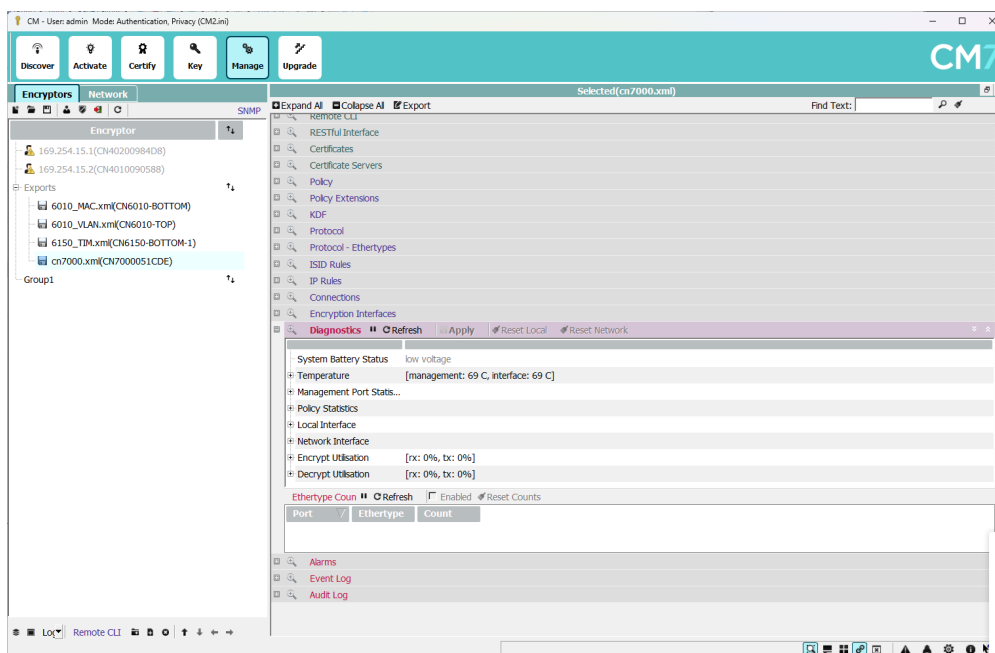 CM - User: admin Mode: Authentication, Privacy (CM2.ini)
Discover Activate Certify Key Manage Upgrade
CM7
Encryptors Network
Selected(cn7000.xml)
SNMP
Expand All Collapse All Export Find Text:
Encryptor
169.254.15.1(CN40200984D8)
169.254.15.2(CN4010090588)
Exports
6010_MAC.xml(CN6010-BOTTOM)
6010_VLAN.xml(CN6010-TOP)
6150_TIM.xml(CN6150-BOTTOM-1)
cn7000.xml(CN7000051CDE)
Group1
Remote CLI
RESTful Interface
Certificates
Certificate Servers
Policy
Policy Extensions
KDF
Protocol
Protocol - Ethertypes
ISID Rules
IP Rules
Connections
Encryption Interfaces
Diagnostics Refresh Apply Reset Local Reset Network
System Battery Status low voltage
Temperature [management: 69 C, interface: 69 C]
Management Port Statis...
Policy Statistics
Local Interface
Network Interface
Encrypt Utilisation [rx: 0%, tx: 0%]
Decrypt Utilisation [rx: 0%, tx: 0%]
Ethertype Coun Refresh Enabled Reset Counts
Port Ethertype Count
Alarms
Event Log
Audit Log
Remote CLI